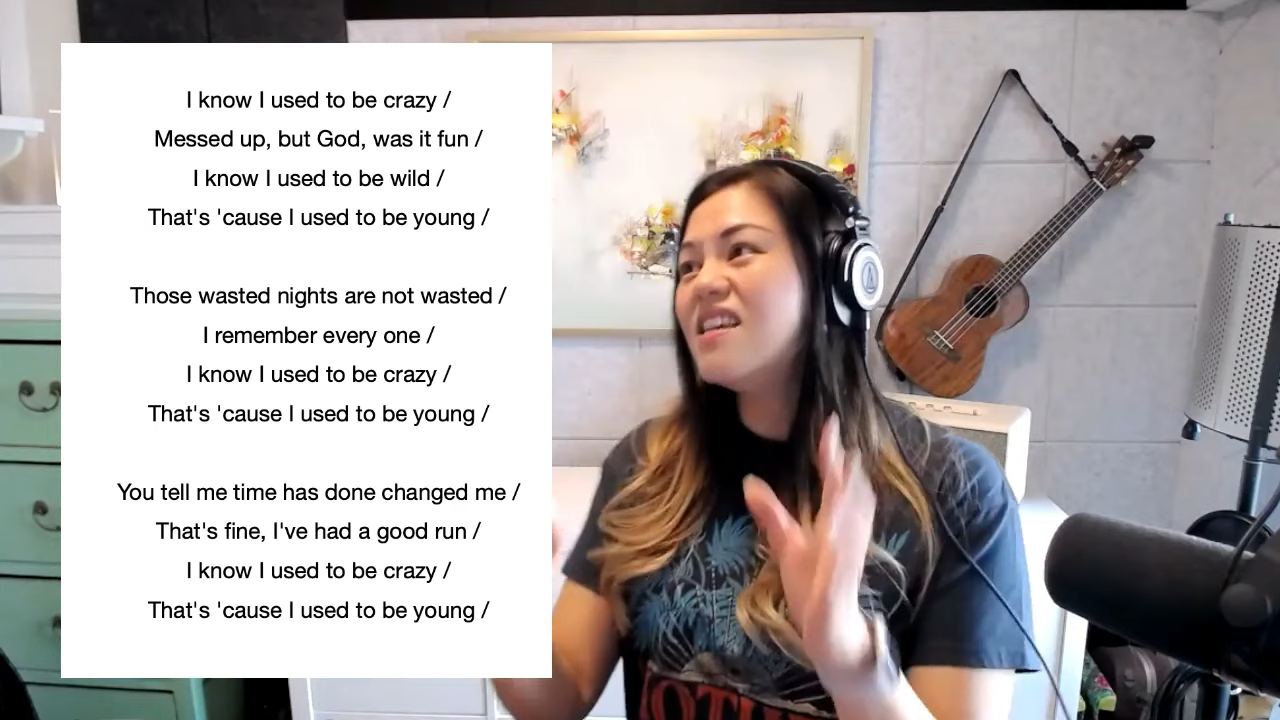 I know I used to be crazy /
Messed up, but God, was it fun /
I know I used to be wild /
That's 'cause I used to be young /
Those wasted nights are not wasted /
I remember every one /
I know I used to be crazy /
That's 'cause I used to be young /
You tell me time has done changed me /
That's fine, I've had a good run /
I know I used to be crazy /
That's 'cause I used to be young /